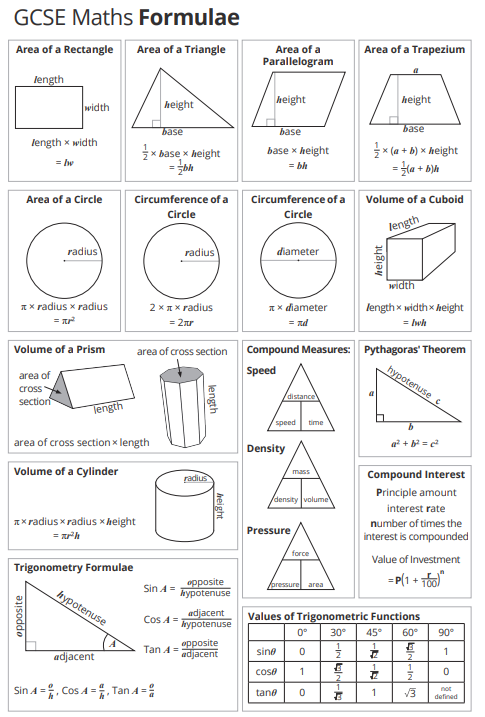 GCSE Maths Formulae
Area of a Rectangle
length
width
length × width
= lw
Area of a Triangle
height
base
1/2 × base × height
= 1/2bh
Area of a
Parallelogram
height
base
base × height
= bh
Area of a Trapezium
a
height
base
1/2 × (a + b) × height
= 1/2(a + b)h
Area of a Circle
radius
π × radius × radius
= πr²
Circumference of a
Circle
radius
2 × π × radius
= 2πr
Circumference of a
Circle
diameter
π × diameter
= πd
Volume of a Cuboid
length
height
width
length × width × height
= lwh
Volume of a Prism
area of cross section
area of
cross
section
length
length
area of cross section × length
Volume of a Cylinder
radius
height
π × radius × radius × height
= πr²h
Compound Measures:
Speed
distance
speed time
Density
mass
density volume
Pressure
force
pressure area
Pythagoras' Theorem
hypotenuse
a
c
b
a² + b² = c²
Compound Interest
Principle amount
interest rate
number of times the
interest is compounded
Value of Investment
= P(1 + r/100)ⁿ
Trigonometry Formulae
opposite
hypotenuse
A
adjacent
Sin A = opposite/hypotenuse
Cos A = adjacent/hypotenuse
Tan A = opposite/adjacent
Sin A = o/h, Cos A = a/h, Tan A = o/a
Values of Trigonometric Functions
0° 30° 45° 60° 90°
sinθ 0 1/2 1/√2 √3/2 1
cosθ 1 √3/2 1/√2 1/2 0
tanθ 0 1/√3 1 √3 not defined